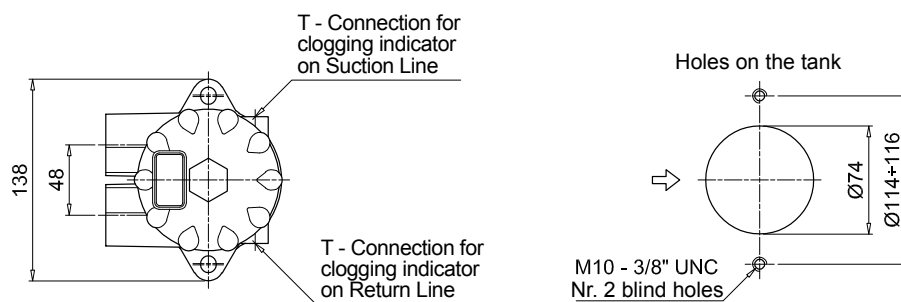 T - Connection for
clogging indicator
on Suction Line
138
48
T - Connection for
clogging indicator
on Return Line
Holes on the tank
Ø74
Ø114÷116
M10 - 3/8" UNC
Nr. 2 blind holes